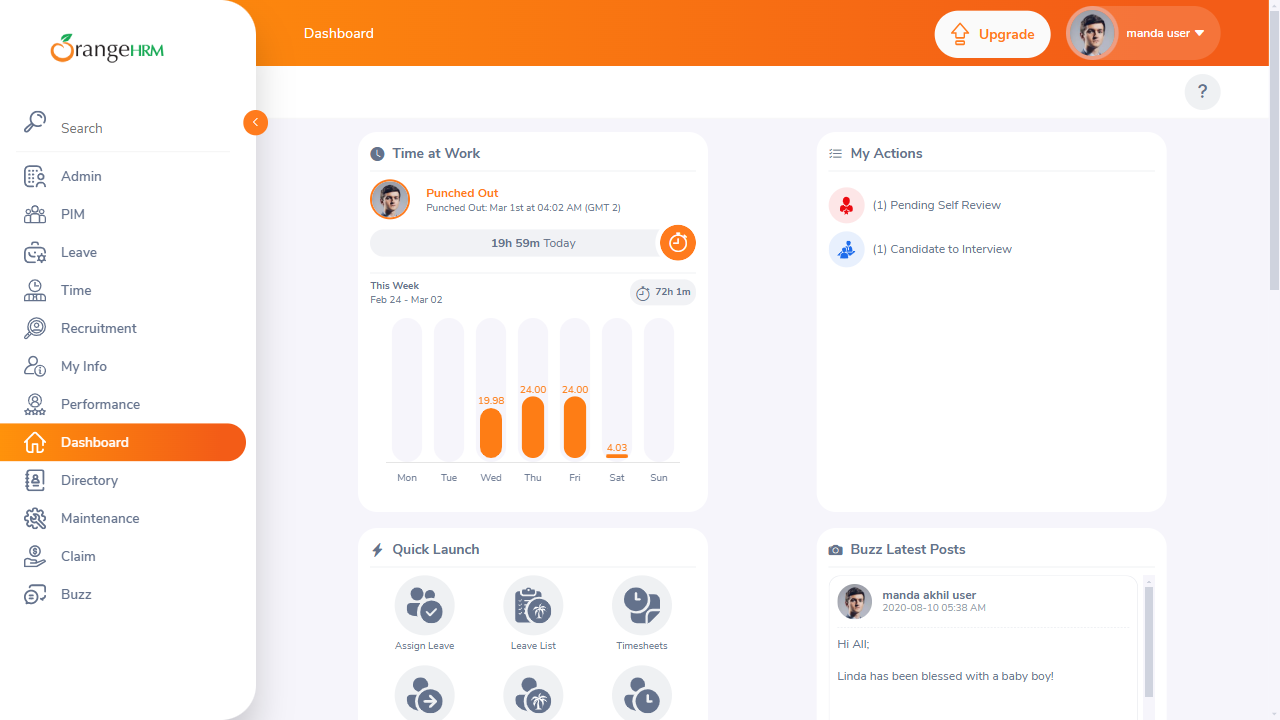 OrangeHRM
Search
Admin
PIM
Leave
Time
Recruitment
My Info
Performance
Dashboard
Directory
Maintenance
Claim
Buzz
Dashboard
Upgrade
manda user
?
Time at Work
Punched Out
Punched Out: Mar 1st at 04:02 AM (GMT 2)
19h 59m Today
This Week
Feb 24 - Mar 02
72h 1m
19.98 24.00 24.00 4.03
Mon Tue Wed Thu Fri Sat Sun
My Actions
(1) Pending Self Review
(1) Candidate to Interview
Quick Launch
Assign Leave Leave List Timesheets
Buzz Latest Posts
manda akhil user
2020-08-10 05:38 AM
Hi All;
Linda has been blessed with a baby boy!